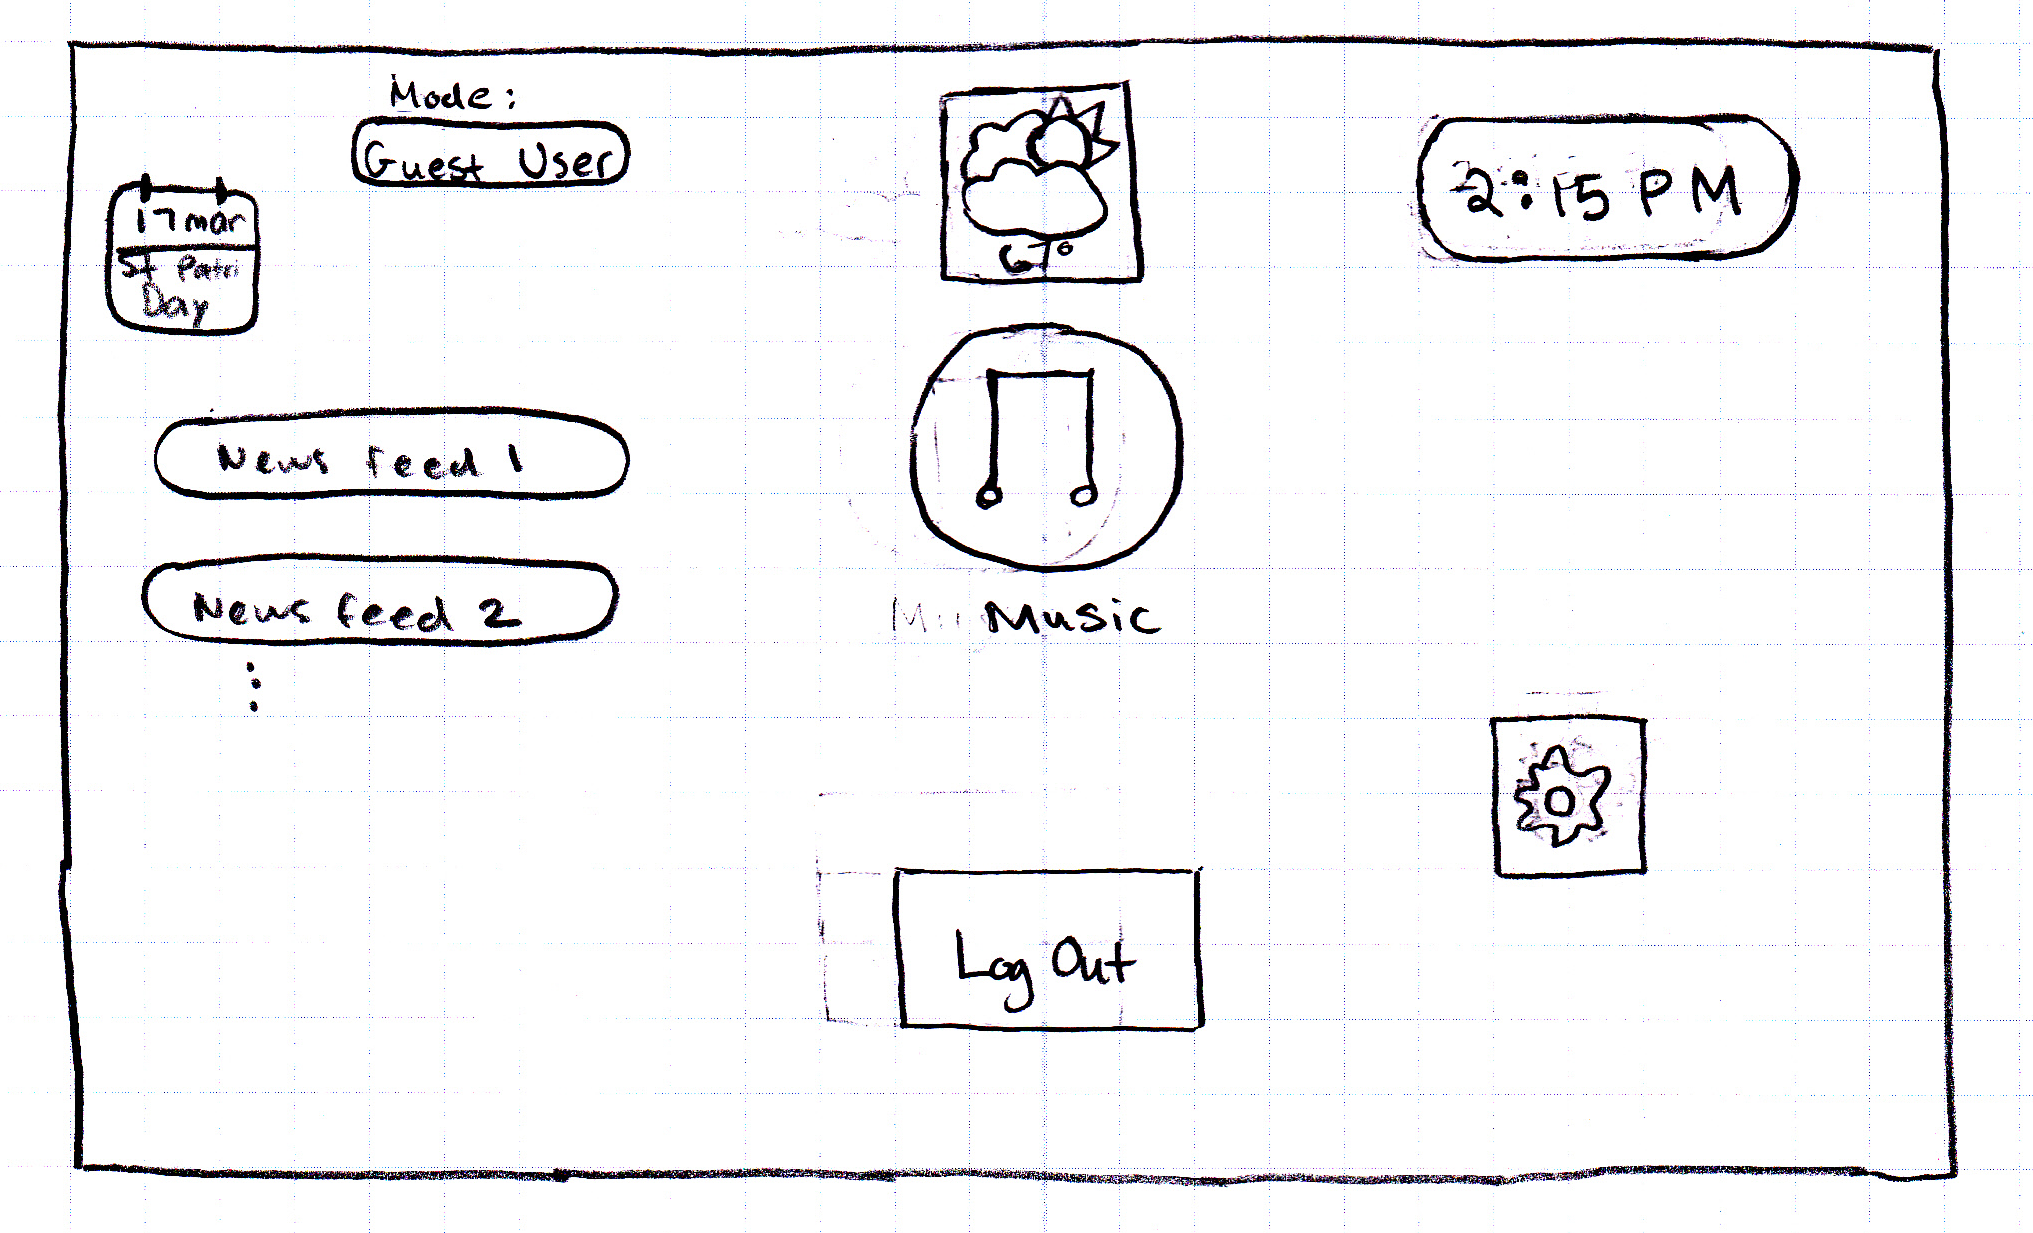 Mode:
Guest User
17 mar
St Patri
Day
67°
2:15 PM
News feed 1
News feed 2
Music
Log Out